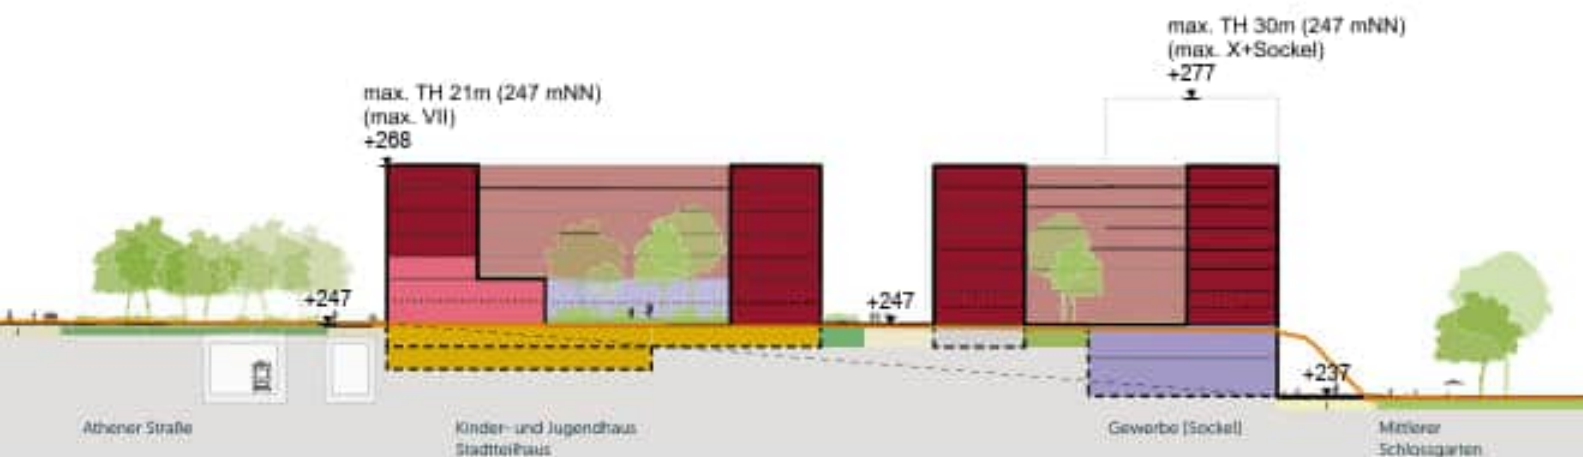 max. TH 30m (247 mNN)
(max. X+Sockel)
+277
max. TH 21m (247 mNN)
(max. VII)
+268
+247
+247
+237
Athener Straße
Kinder- und Jugendhaus
Stadtteilhaus
Gewerbe (Sockel)
Mittlerer
Schlossgarten